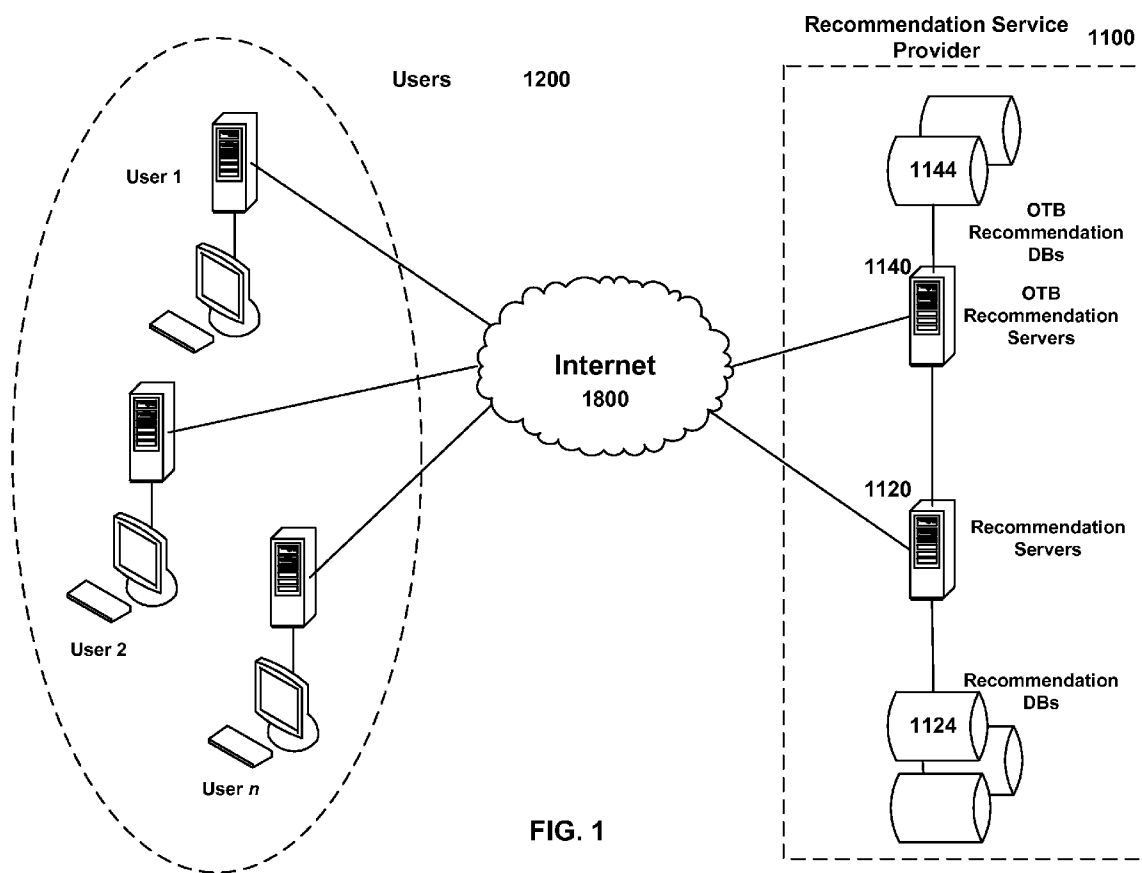 Recommendation Service
Provider
1100
Users 1200
User 1
1144
OTB
Recommendation
DBs
1140
OTB
Recommendation
Servers
Internet
1800
1120
Recommendation
Servers
User 2
Recommendation
DBs
1124
User n
FIG. 1